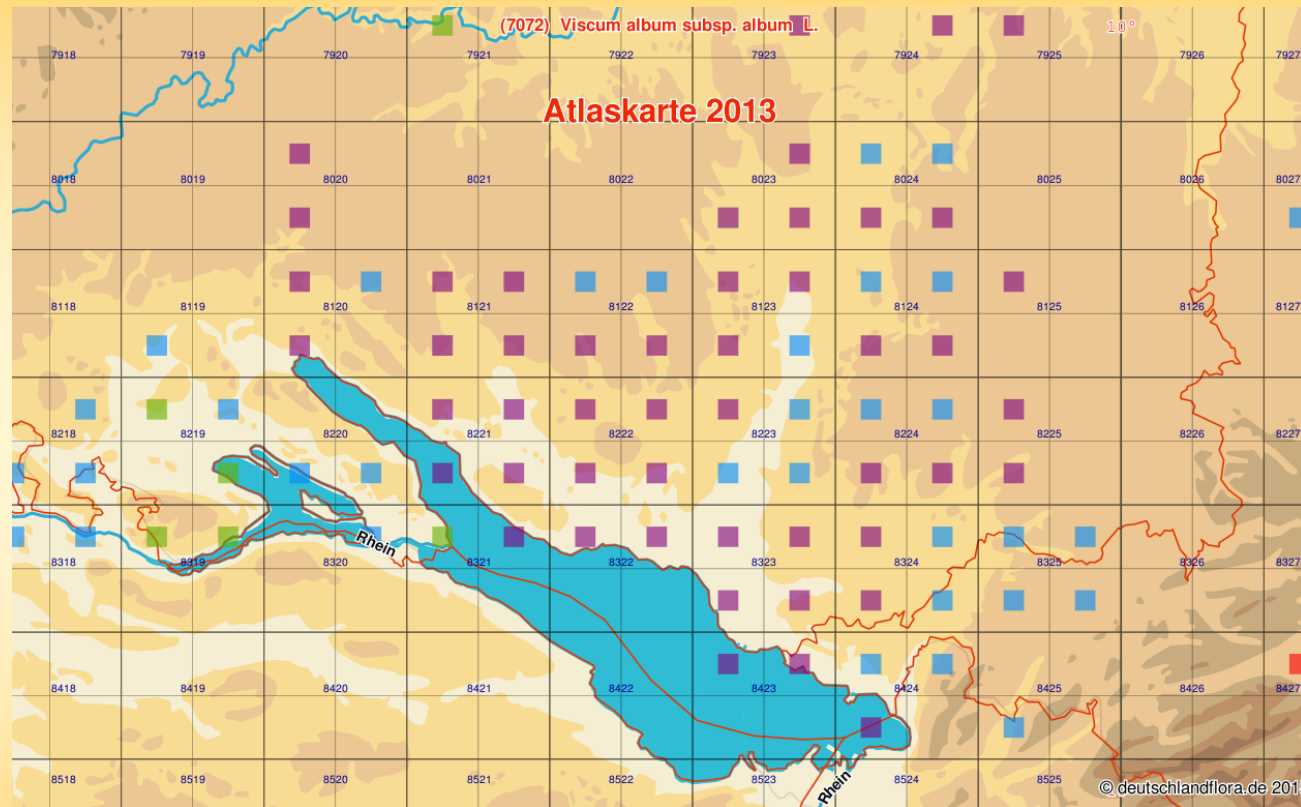 (7072) Viscum album subsp. album L.
10°
7918 7919 7920 7921 7922 7923 7924 7925 7926 7927
Atlaskarte 2013
8018 8019 8020 8021 8022 8023 8024 8025 8026 8027
8118 8119 8120 8121 8122 8123 8124 8125 8126 8127
8218 8219 8220 8221 8222 8223 8224 8225 8226 8227
Rhein
8318 8319 8320 8321 8322 8323 8324 8325 8326 8327
8418 8419 8420 8421 8422 8423 8424 8425 8426 8427
8518 8519 8520 8521 8522 8523 8524 8525
Rhein
© deutschlandflora.de